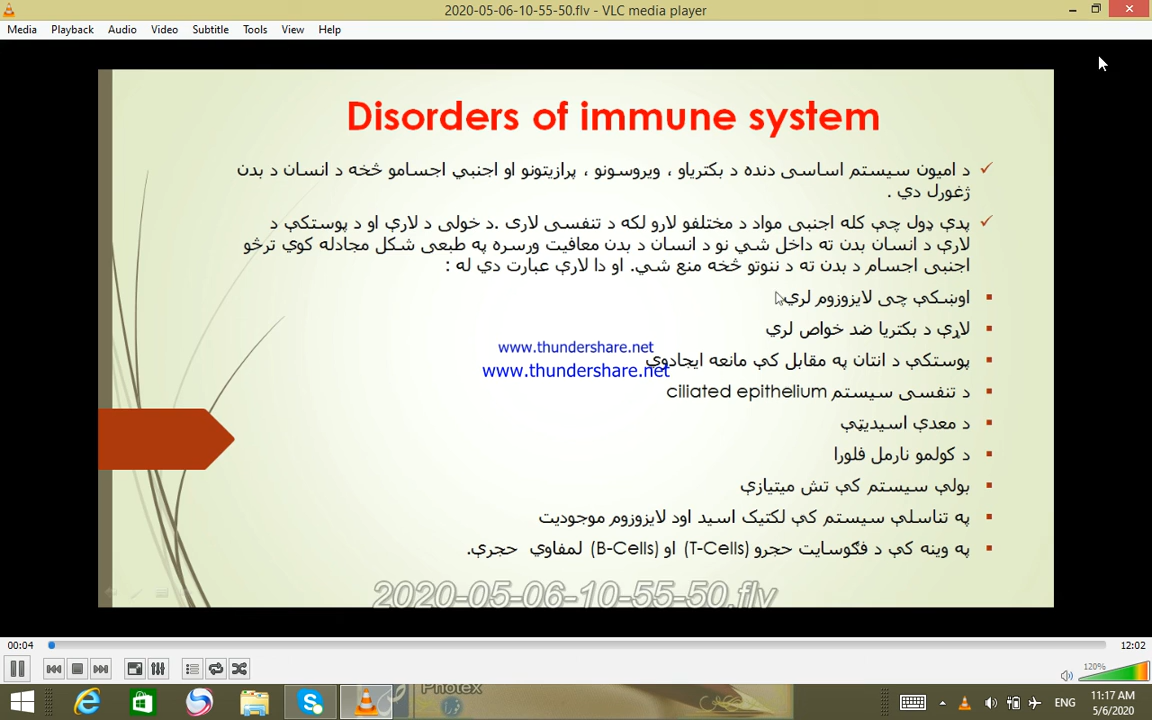 2020-05-06-10-55-50.flv - VLC media player
Media Playback Audio Video Subtitle Tools View Help
Disorders of immune system
د امیون سیستم اساسی دنده د بکتریاو ، ویروسونو ، پرازیتونو او اجنبي اجسامو څخه د انسان د بدن
ژغورل دي .
پدې ډول چې کله اجنبی مواد د مختلفو لارو لکه د تنفسی لاری .د خولی د لارې او د پوستکې د
لارې د انسان بدن ته داخل شي نو د انسان د بدن معافیت ورسره په طبعی شکل مجادله کوي ترڅو
اجنبی اجسام د بدن ته د ننوتو څخه منع شي. او دا لارې عبارت دي له :
اوښکې چی لایزوزوم لري
لاړې د بکتریا ضد خواص لري
www.thundershare.net
پوستکې د انتان په مقابل کې مانعه ایجادوي
www.thundershare.net
د تنفسی سیستم ciliated epithelium
د معدې اسیدیټې
د کولمو نارمل فلورا
بولې سیستم کې تش میتیازې
په تناسلې سیستم کې لکتیک اسید اود لایزوزوم موجودیت
په وینه کې د فګوسایت حجرو (T-Cells) او (B-Cells) لمفاوي حجرې.
2020-05-06-10-55-50.flv
00:04 12:02
120%
Photex
ENG
11:17 AM
5/6/2020